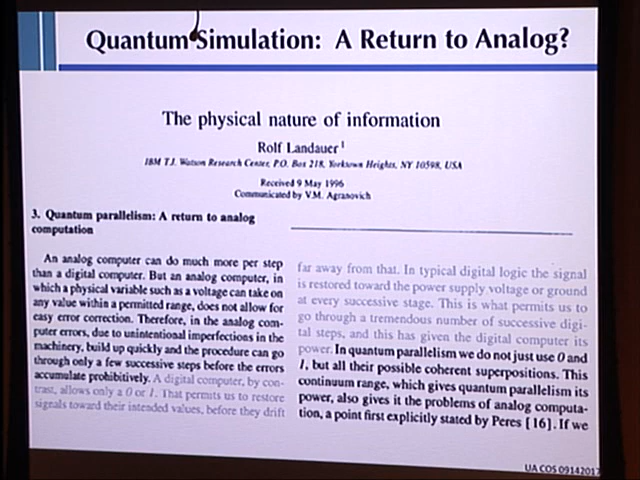 Quantum Simulation: A Return to Analog?
The physical nature of information
Rolf Landauer 1
IBM T.J. Watson Research Center, P.O. Box 218, Yorktown Heights, NY 10598, USA
Received 9 May 1996
Communicated by V.M. Agranovich
3. Quantum parallelism: A return to analog
computation
An analog computer can do much more per step
than a digital computer. But an analog computer, in
which a physical variable such as a voltage can take on
any value within a permitted range, does not allow for
easy error correction. Therefore, in the analog com-
puter errors, due to unintentional imperfections in the
machinery, build up quickly and the procedure can go
through only a few successive steps before the errors
accumulate prohibitively. A digital computer, by con-
trast, allows only a 0 or 1. That permits us to restore
signals toward their intended values, before they drift
far away from that. In typical digital logic the signal
is restored toward the power supply voltage or ground
at every successive stage. This is what permits us to
go through a tremendous number of successive digi-
tal steps, and this has given the digital computer its
power. In quantum parallelism we do not just use 0 and
1, but all their possible coherent superpositions. This
continuum range, which gives quantum parallelism its
power, also gives it the problems of analog computa-
tion, a point first explicitly stated by Peres [16]. If we
UA COS 09142017